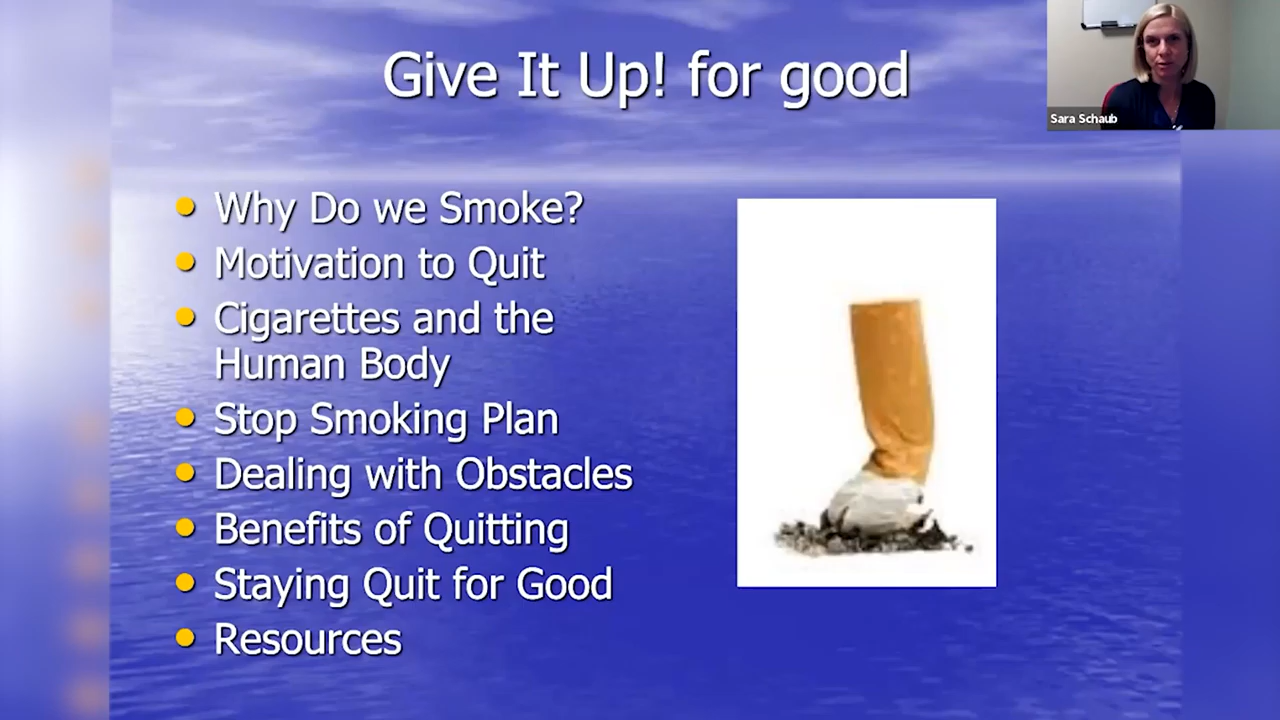 Give It Up! for good
Sara Schaub
Why Do we Smoke?
Motivation to Quit
Cigarettes and the
Human Body
Stop Smoking Plan
Dealing with Obstacles
Benefits of Quitting
Staying Quit for Good
Resources